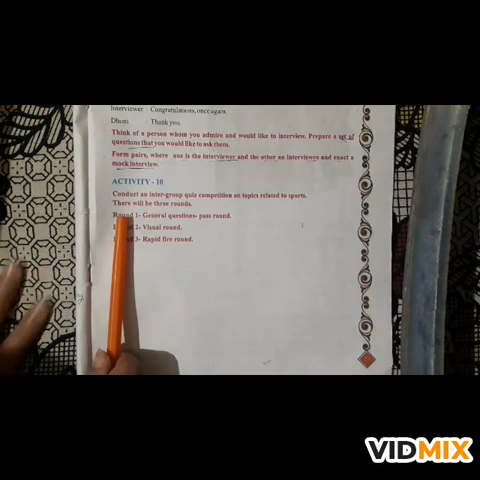 Interviewer : Congratulations, once again.
Dhoni : Thank you.
Think of a person whom you admire and would like to interview. Prepare a set of
questions that you would like to ask them.
Form pairs, where one is the interviewer and the other an interviewee and enact a
mock interview.
ACTIVITY - 10
Conduct an inter-group quiz competition on topics related to sports.
There will be three rounds.
Round 1- General questions- pass round.
2- Visual round.
3- Rapid fire round.
VIDMIX